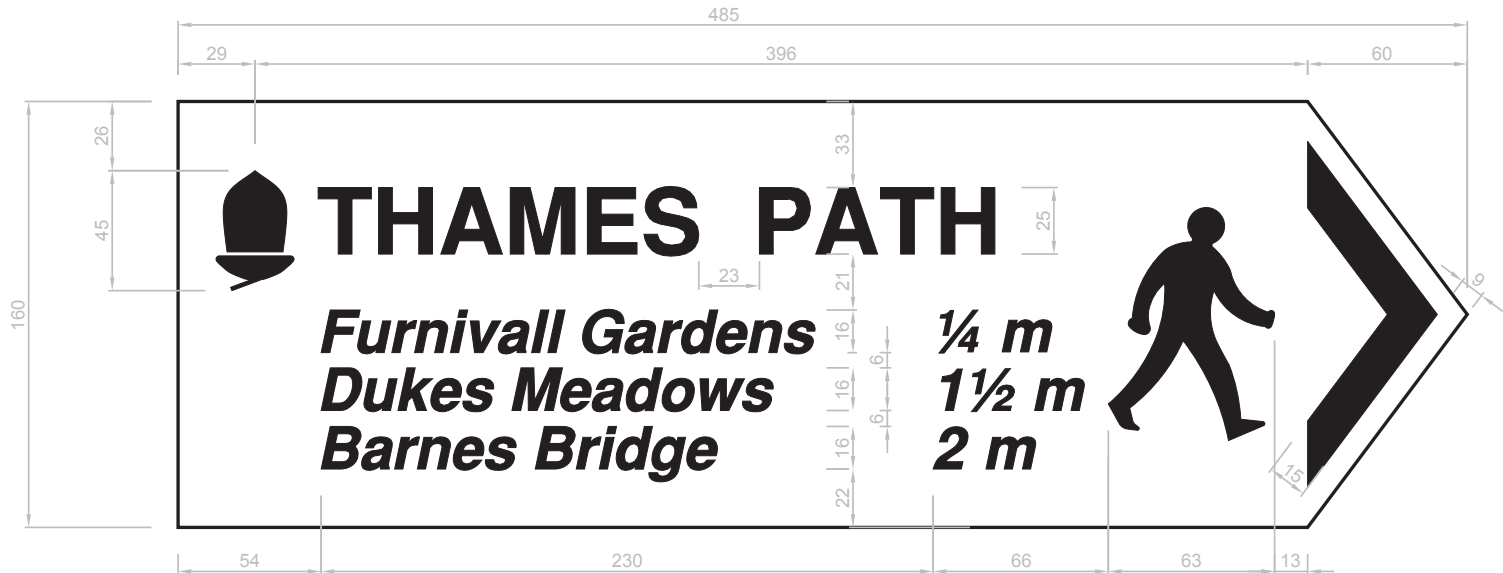 485
29 396 60
26
33
THAMES PATH
25
45
23
21
9
160
Furnivall Gardens 16 ¼ m
6
Dukes Meadows 16 1½ m
6
Barnes Bridge 16 2 m
15
22
54 230 66 63 13